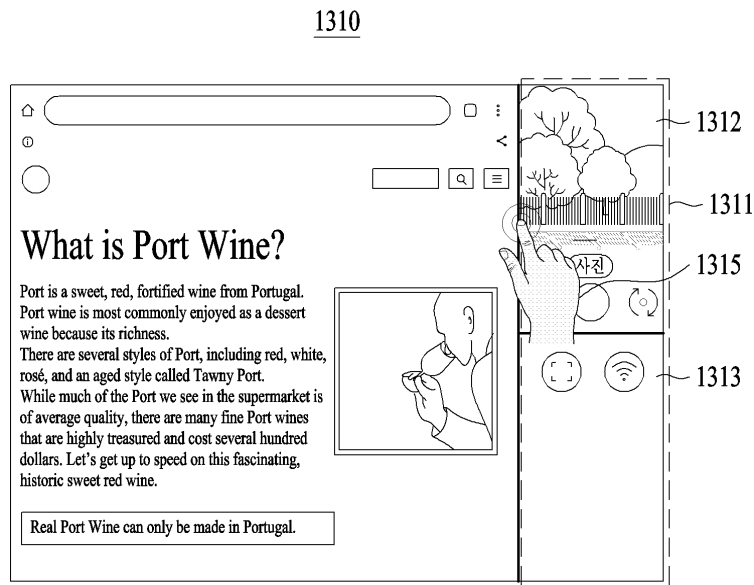 1310
1312
1311
What is Port Wine?
사진
1315
Port is a sweet, red, fortified wine from Portugal.
Port wine is most commonly enjoyed as a dessert
wine because its richness.
There are several styles of Port, including red, white,
rosé, and an aged style called Tawny Port.
While much of the Port we see in the supermarket is
of average quality, there are many fine Port wines
that are highly treasured and cost several hundred
dollars. Let's get up to speed on this fascinating,
historic sweet red wine.
1313
Real Port Wine can only be made in Portugal.